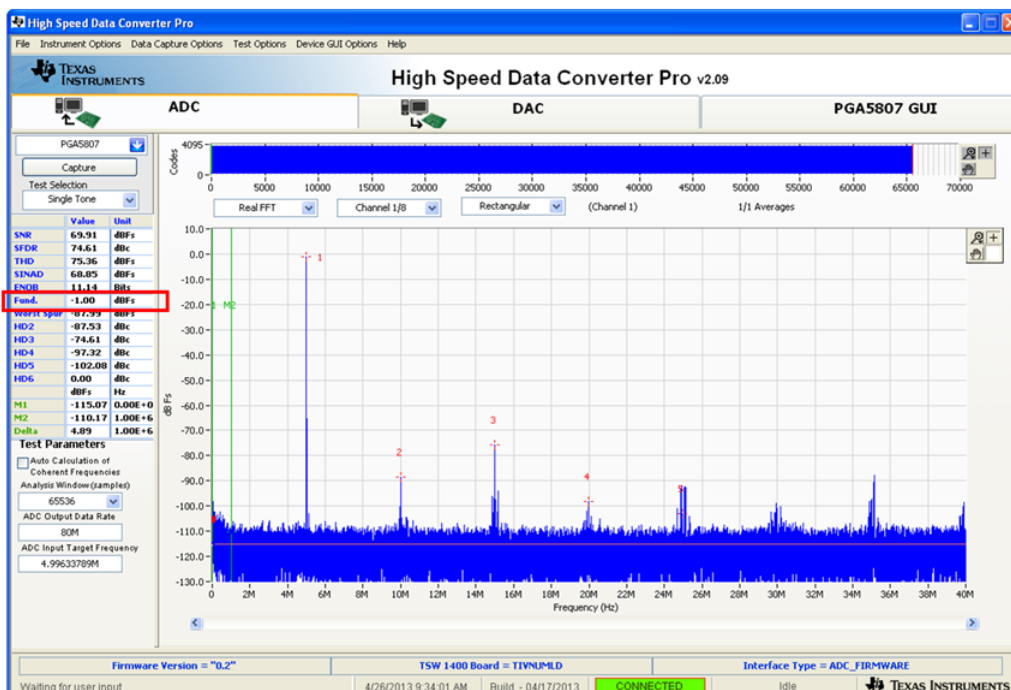 High Speed Data Converter Pro
File Instrument Options Data Capture Options Test Options Device GUI Options Help
TEXAS INSTRUMENTS
High Speed Data Converter Pro v2.09
ADC DAC PGA5807 GUI
PGA5807
Capture
Test Selection
Single Tone
Value Unit
SNR 69.91 dBFs
SFDR 74.61 dBc
THD 75.36 dBFs
SINAD 68.85 dBFs
ENOB 11.14 Bits
Fund. -1.00 dBFs
Worst Spur -87.99 dBFs
HD2 -87.53 dBc
HD3 -74.61 dBc
HD4 -97.32 dBc
HD5 -102.08 dBc
HD6 0.00 dBc
dBFs Hz
M1 -115.07 0.00E+0
M2 -110.17 1.00E+6
Delta 4.89 1.00E+6
Test Parameters
Auto Calculation of
Coherent Frequencies
Analysis Window (samples)
65536
ADC Output Data Rate
80M
ADC Input Target Frequency
4.99633789M
Codes
4095
0
0 5000 10000 15000 20000 25000 30000 35000 40000 45000 50000 55000 60000 65000 70000
Real FFT Channel 1/8 Rectangular (Channel 1) 1/1 Averages
dB Fs
10.0
0.0
-10.0
-20.0
-30.0
-40.0
-50.0
-60.0
-70.0
-80.0
-90.0
-100.0
-110.0
-120.0
-130.0
1 M2
1
2
3
4
0 2M 4M 6M 8M 10M 12M 14M 16M 18M 20M 22M 24M 26M 28M 30M 32M 34M 36M 38M 40M
Frequency (Hz)
Firmware Version = "0.2" TSW 1400 Board = TIVNUMLD Interface Type = ADC_FIRMWARE
Waiting for user input 4/26/2013 9:34:01 AM Build - 04/17/2013 CONNECTED Idle TEXAS INSTRUMENTS